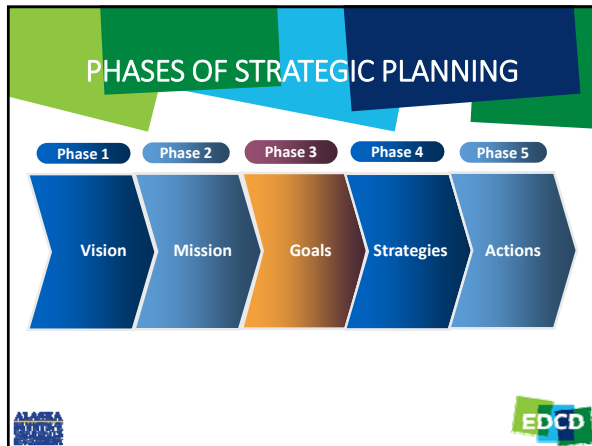 PHASES OF STRATEGIC PLANNING
Phase 1 Phase 2 Phase 3 Phase 4 Phase 5
Vision Mission Goals Strategies Actions
ALASKA
EDCD